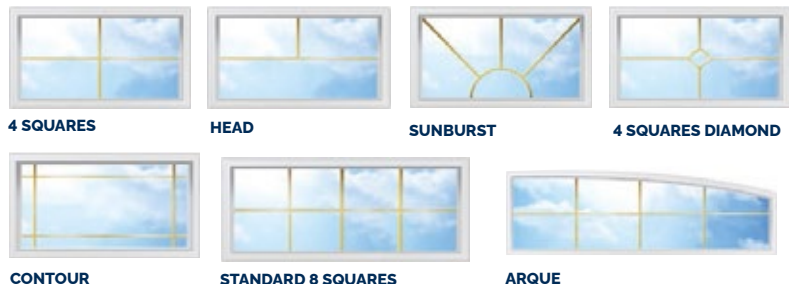 4 SQUARES
HEAD
SUNBURST
4 SQUARES DIAMOND
CONTOUR
STANDARD 8 SQUARES
ARQUE